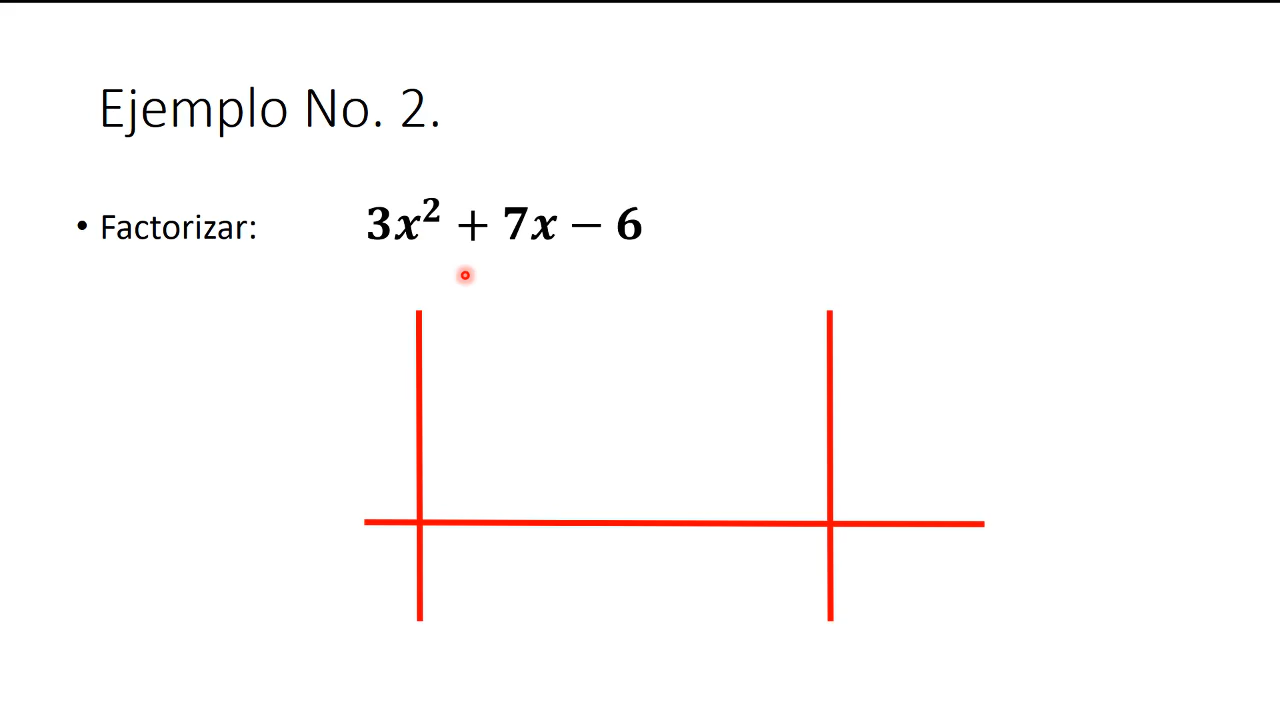 Ejemplo No. 2.
• Factorizar: 3x² + 7x − 6